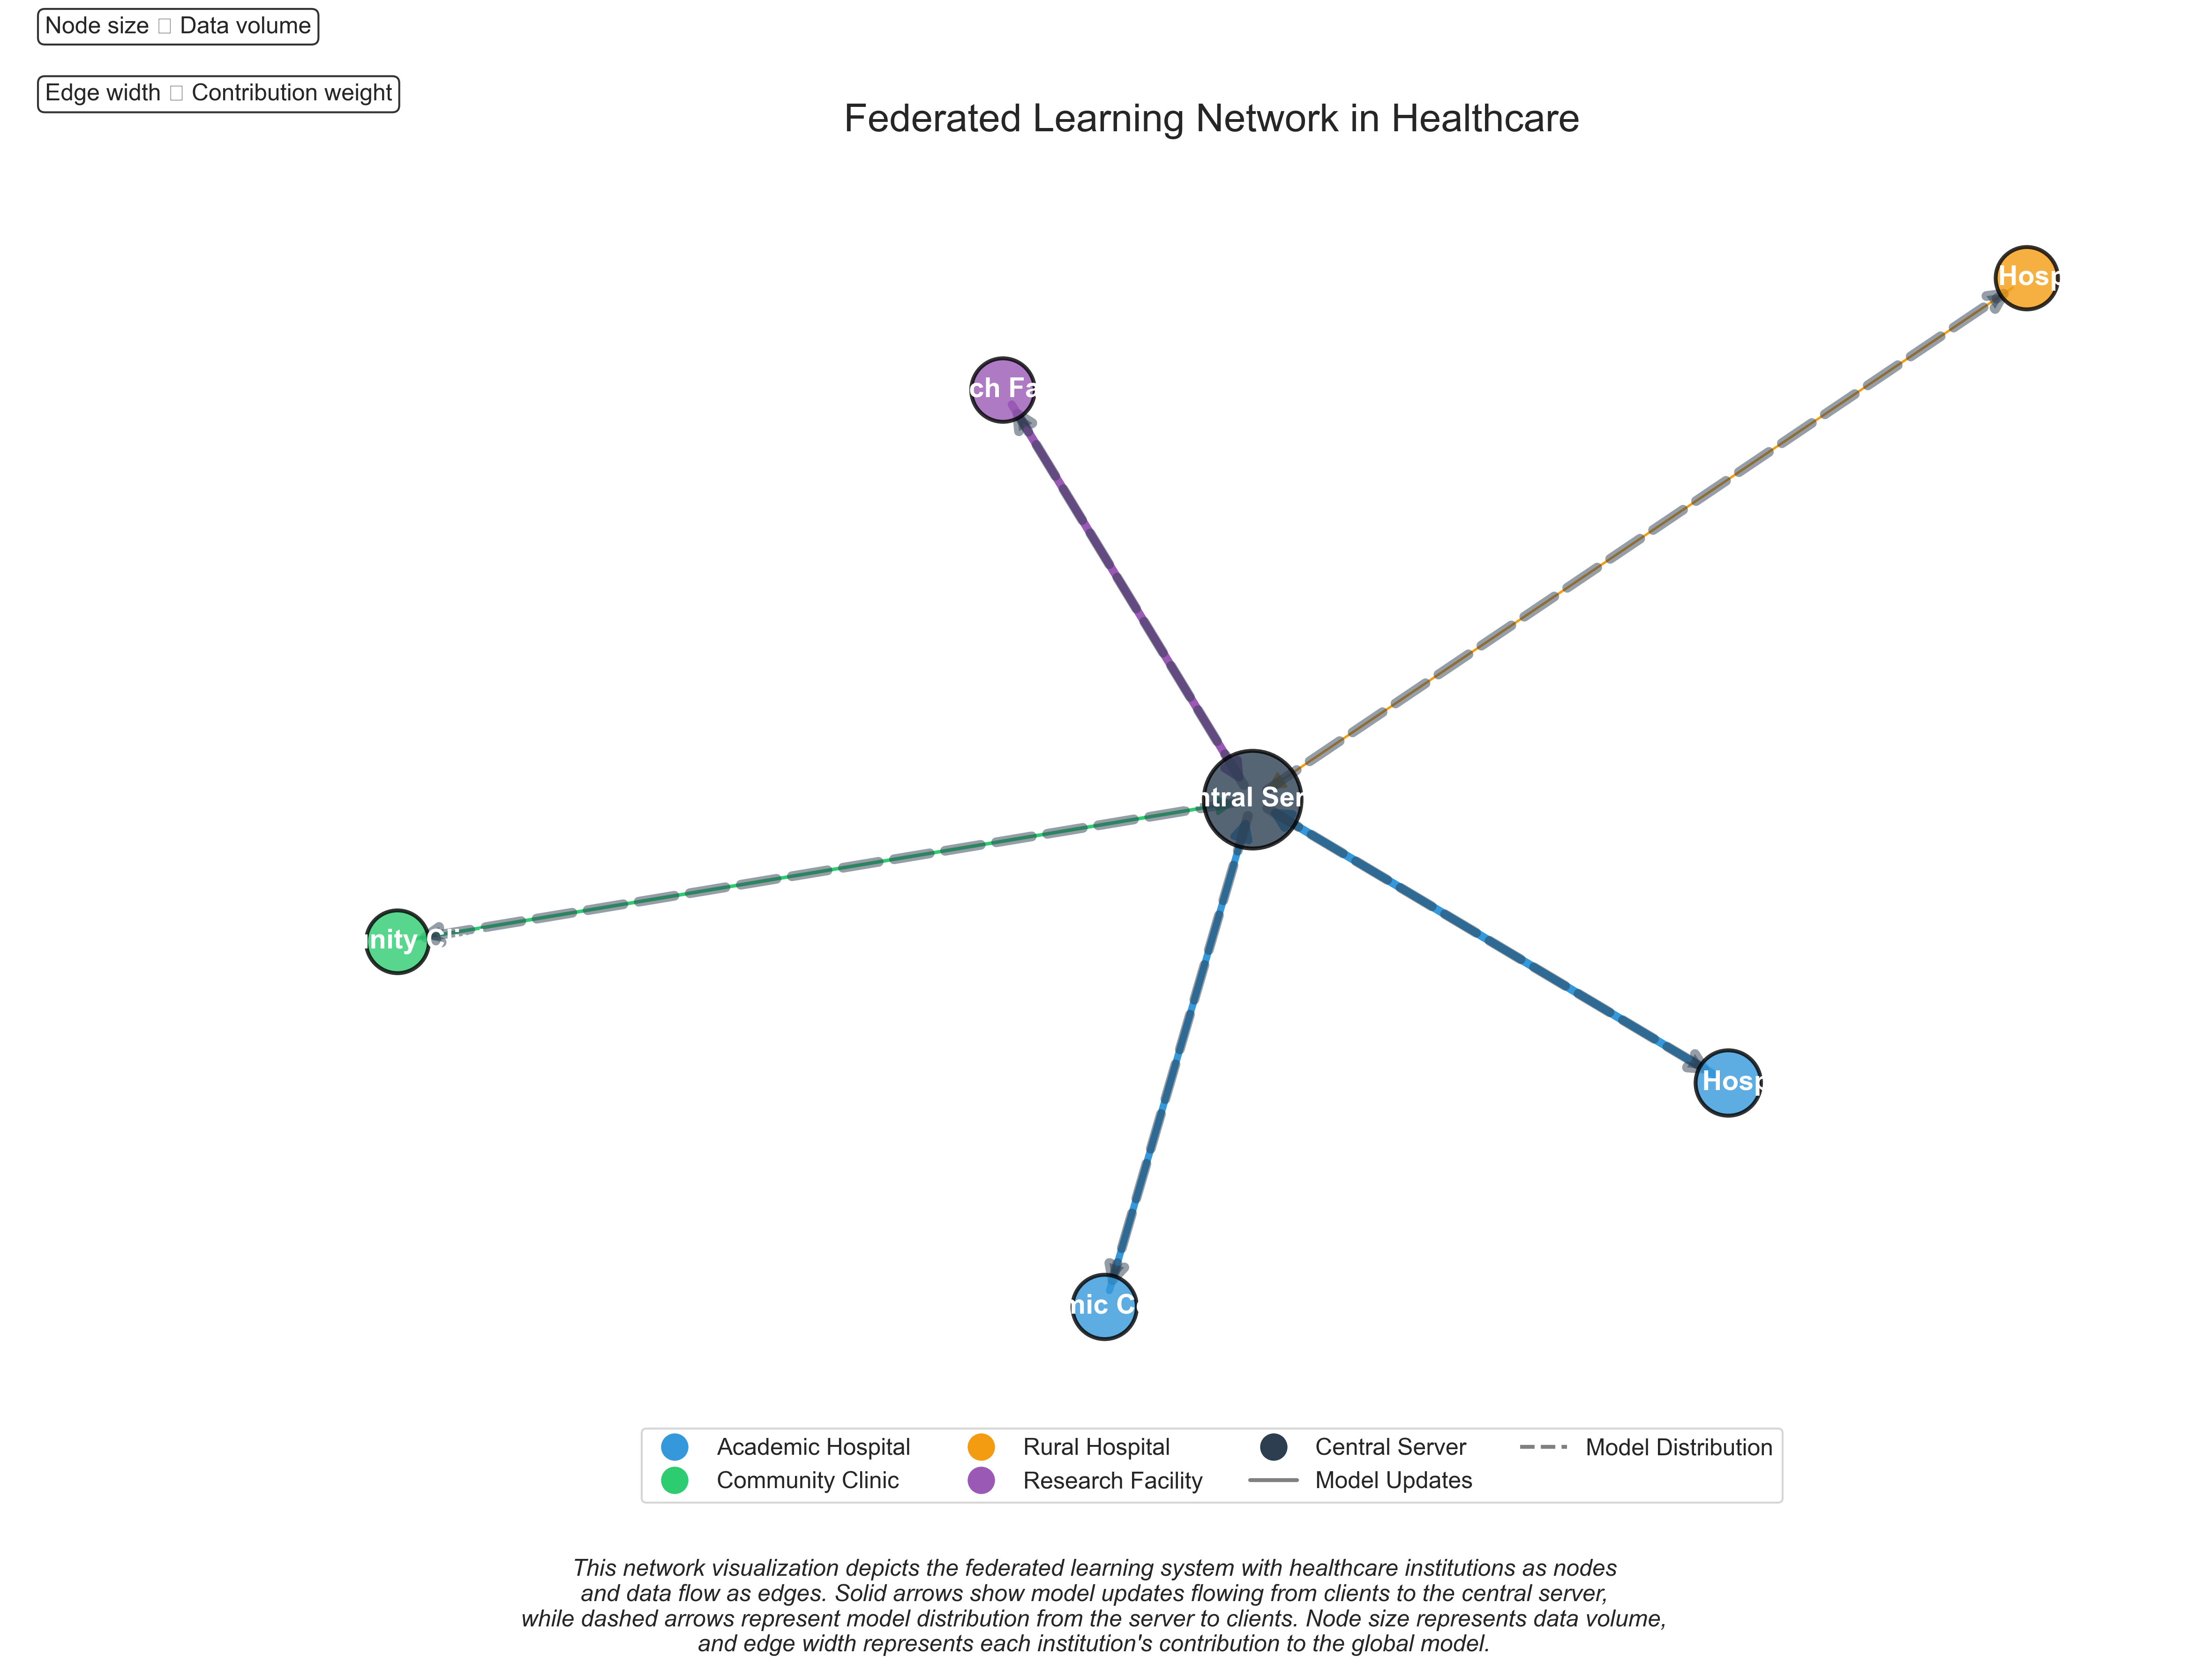 Node size □ Data volume
Edge width □ Contribution weight
Federated Learning Network in Healthcare
Hosp
ch Fa
ntral Ser
nity Cli
Hosp
mic Ce
Academic Hospital
Community Clinic
Rural Hospital
Research Facility
Central Server
Model Updates
Model Distribution
This network visualization depicts the federated learning system with healthcare institutions as nodes
and data flow as edges. Solid arrows show model updates flowing from clients to the central server,
while dashed arrows represent model distribution from the server to clients. Node size represents data volume,
and edge width represents each institution's contribution to the global model.